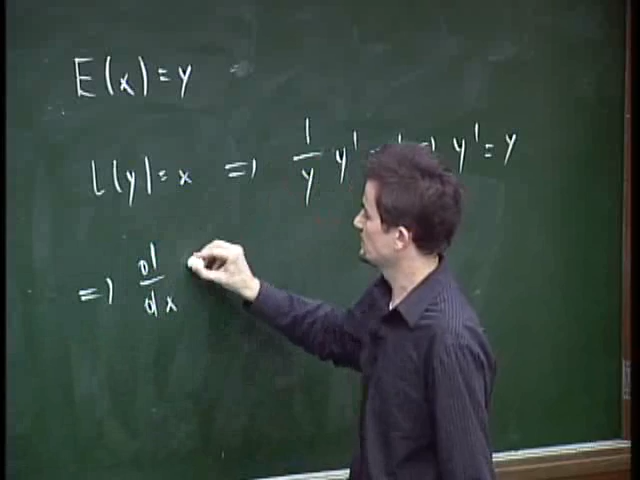 E(x)=y
L(y)=x => 1/y y' = 1 => y'=y
=> d/dx